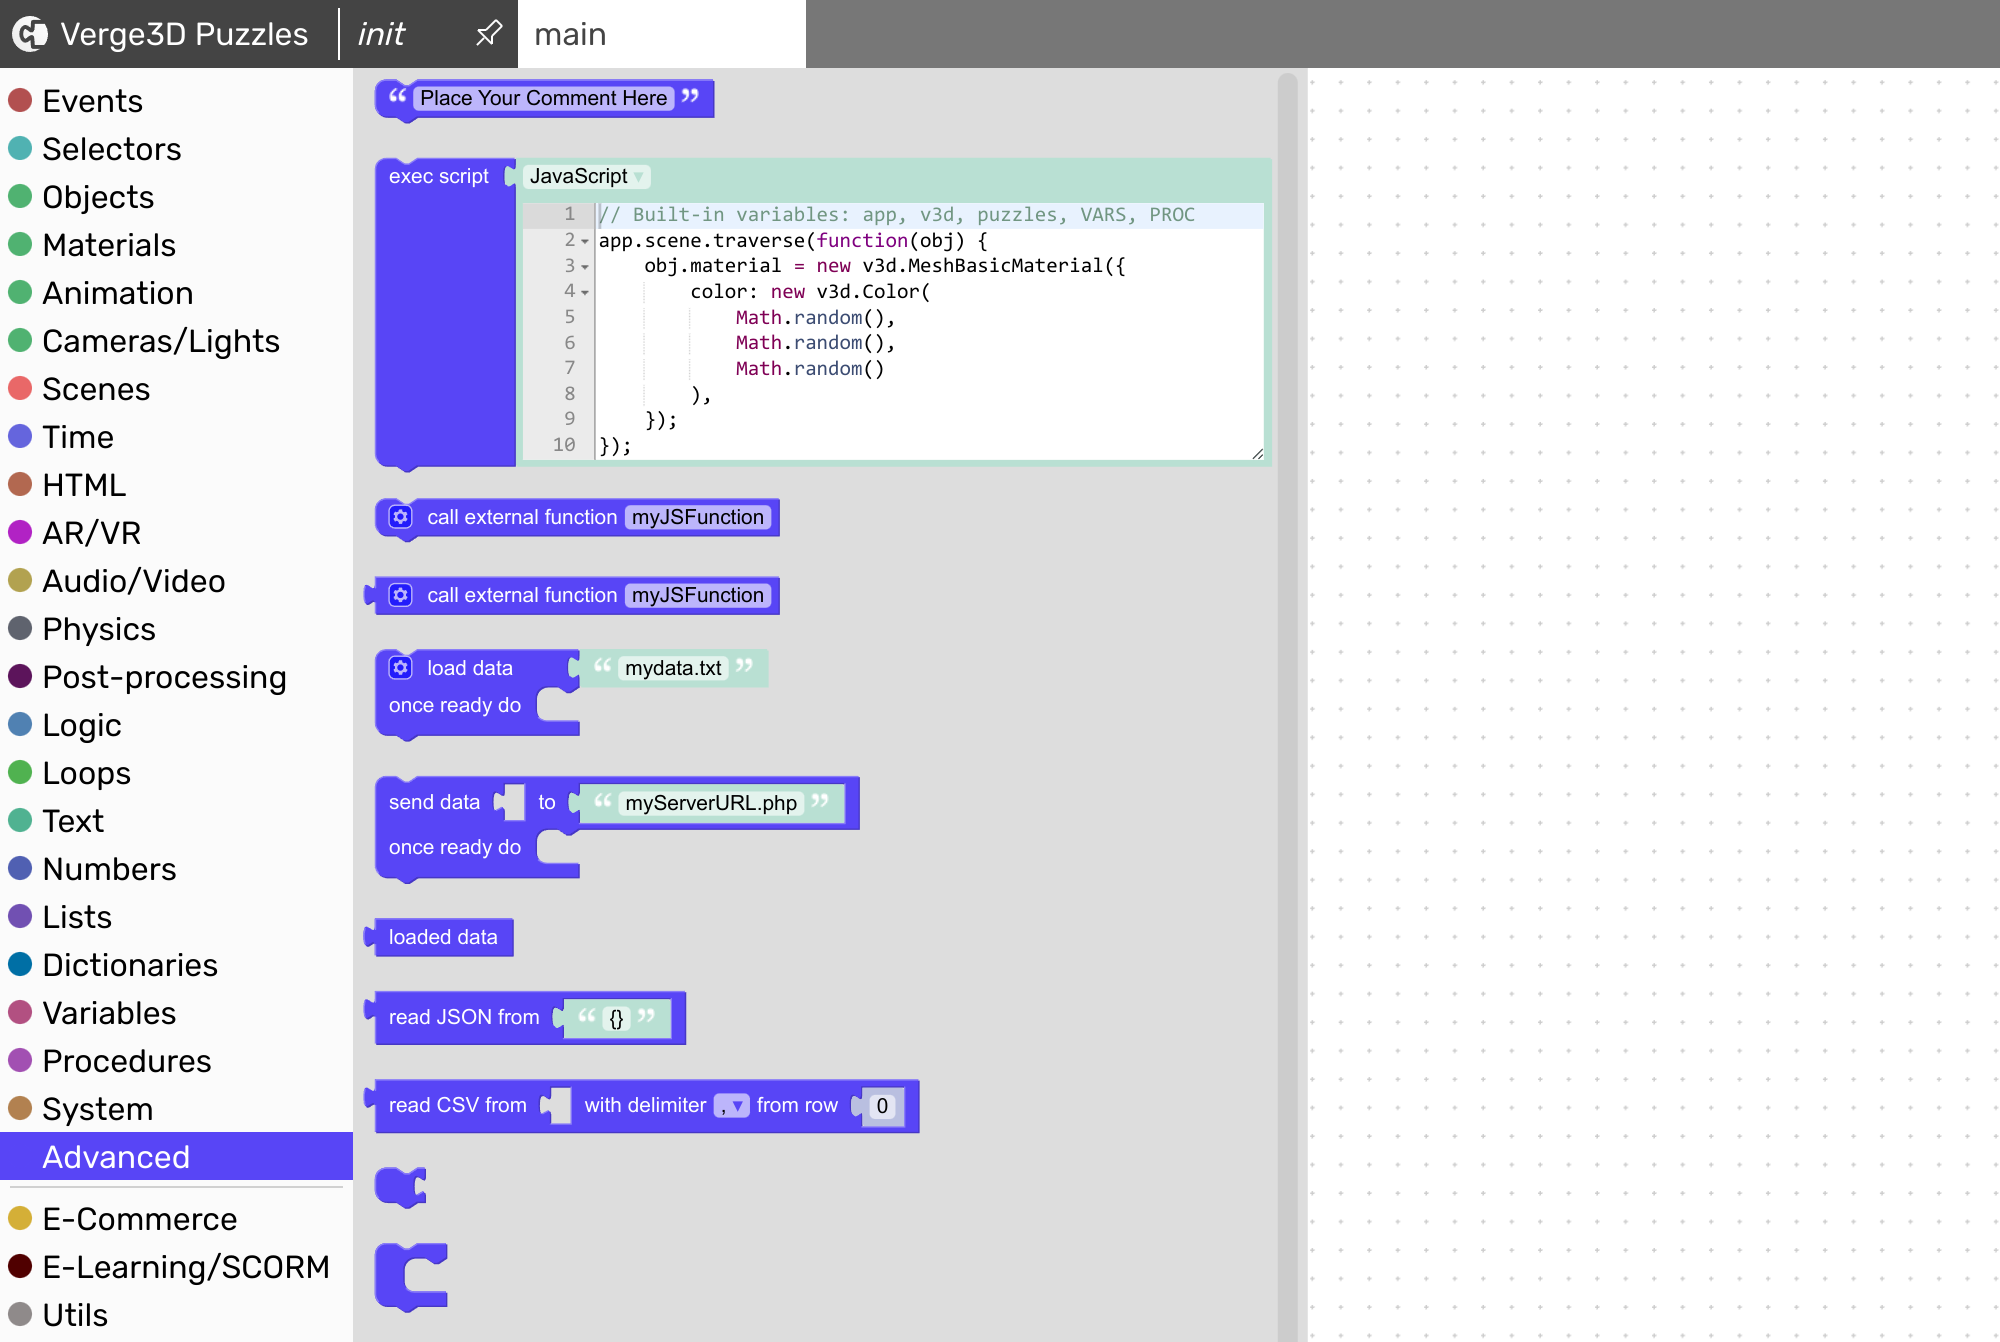 Verge3D Puzzles
init
main
Events
Selectors
Objects
Materials
Animation
Cameras/Lights
Scenes
Time
HTML
AR/VR
Audio/Video
Physics
Post-processing
Logic
Loops
Text
Numbers
Lists
Dictionaries
Variables
Procedures
System
Advanced
E-Commerce
E-Learning/SCORM
Utils
“ Place Your Comment Here ”
exec script JavaScript
1 // Built-in variables: app, v3d, puzzles, VARS, PROC
2 app.scene.traverse(function(obj) {
3 obj.material = new v3d.MeshBasicMaterial({
4 color: new v3d.Color(
5 Math.random(),
6 Math.random(),
7 Math.random()
8 ),
9 });
10 });
call external function myJSFunction
call external function myJSFunction
load data “ mydata.txt ”
once ready do
send data to “ myServerURL.php ”
once ready do
loaded data
read JSON from “ {} ”
read CSV from with delimiter , from row 0